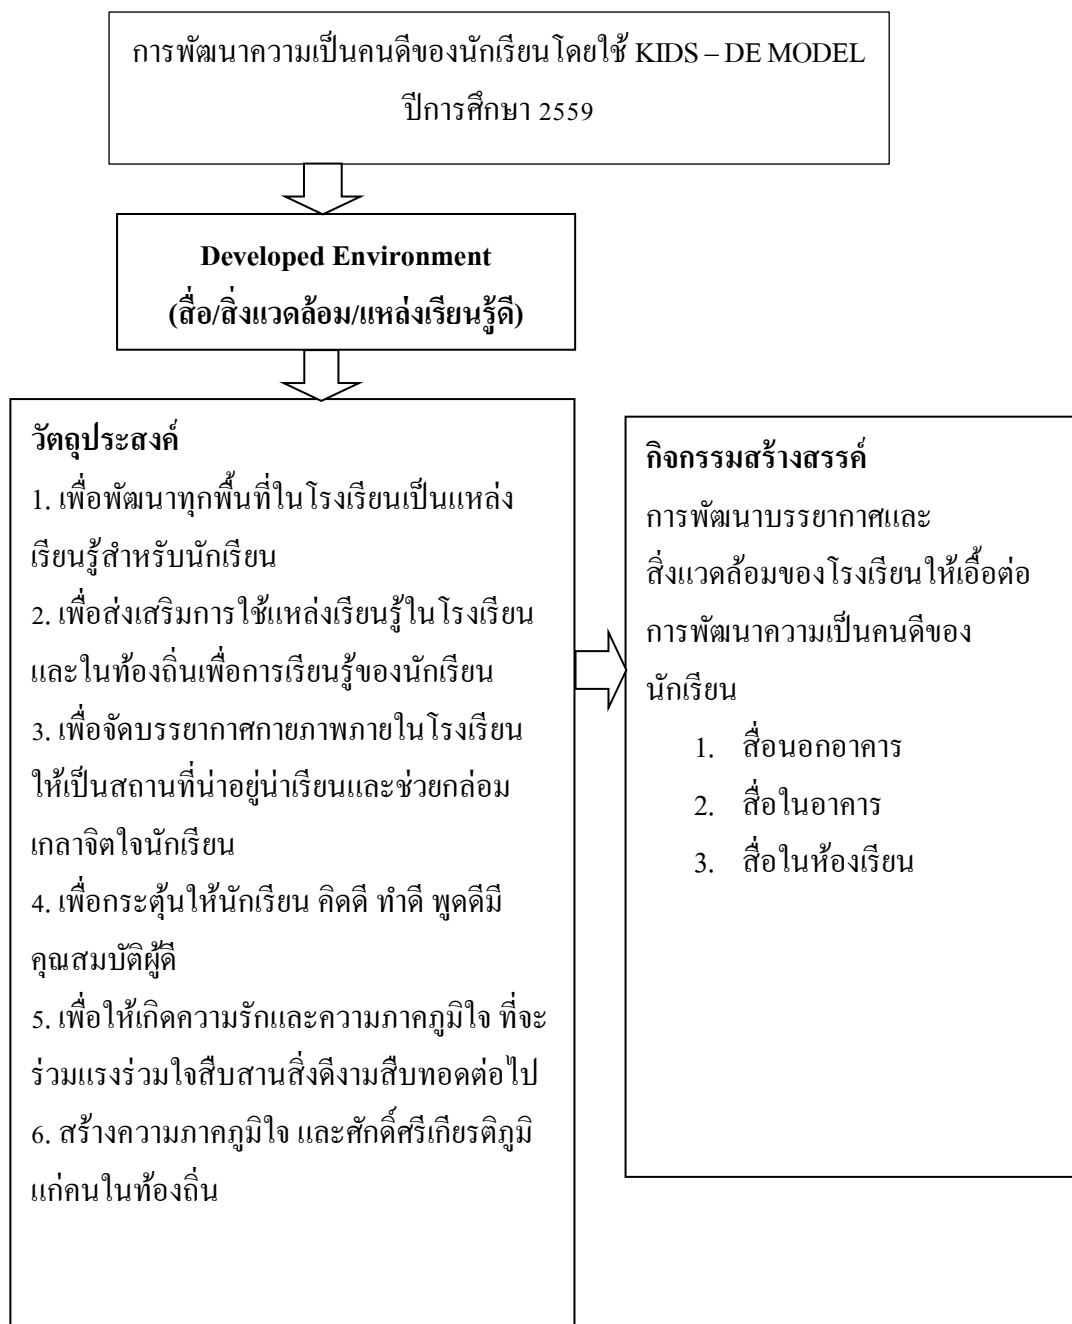 การพัฒนาความเป็นคนดีของนักเรียนโดยใช้ KIDS – DE MODEL
ปีการศึกษา 2559
Developed Environment
(สื่อ/สิ่งแวดล้อม/แหล่งเรียนรู้ดี)
วัตถุประสงค์
1. เพื่อพัฒนาทุกพื้นที่ในโรงเรียนเป็นแหล่ง
เรียนรู้สำหรับนักเรียน
2. เพื่อส่งเสริมการใช้แหล่งเรียนรู้ในโรงเรียน
และในท้องถิ่นเพื่อการเรียนรู้ของนักเรียน
3. เพื่อจัดบรรยากาศกายภาพภายในโรงเรียน
ให้เป็นสถานที่น่าอยู่น่าเรียนและช่วยกล่อม
เกลาจิตใจนักเรียน
4. เพื่อกระตุ้นให้นักเรียน คิดดี ทำดี พูดดีมี
คุณสมบัติผู้ดี
5. เพื่อให้เกิดความรักและความภาคภูมิใจ ที่จะ
ร่วมแรงร่วมใจสืบสานสิ่งดีงามสืบทอดต่อไป
6. สร้างความภาคภูมิใจ และศักดิ์ศรีเกียรติภูมิ
แก่คนในท้องถิ่น
กิจกรรมสร้างสรรค์
การพัฒนาบรรยากาศและ
สิ่งแวดล้อมของโรงเรียนให้เอื้อต่อ
การพัฒนาความเป็นคนดีของ
นักเรียน
1. สื่อนอกอาคาร
2. สื่อในอาคาร
3. สื่อในห้องเรียน